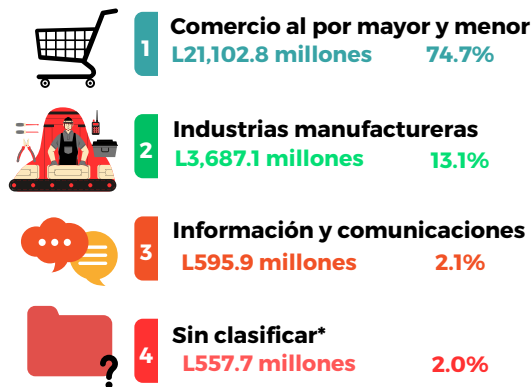 1
Comercio al por mayor y menor
L21,102.8 millones 74.7%
2
Industrias manufactureras
L3,687.1 millones 13.1%
3
Información y comunicaciones
L595.9 millones 2.1%
4
Sin clasificar*
L557.7 millones 2.0%
?